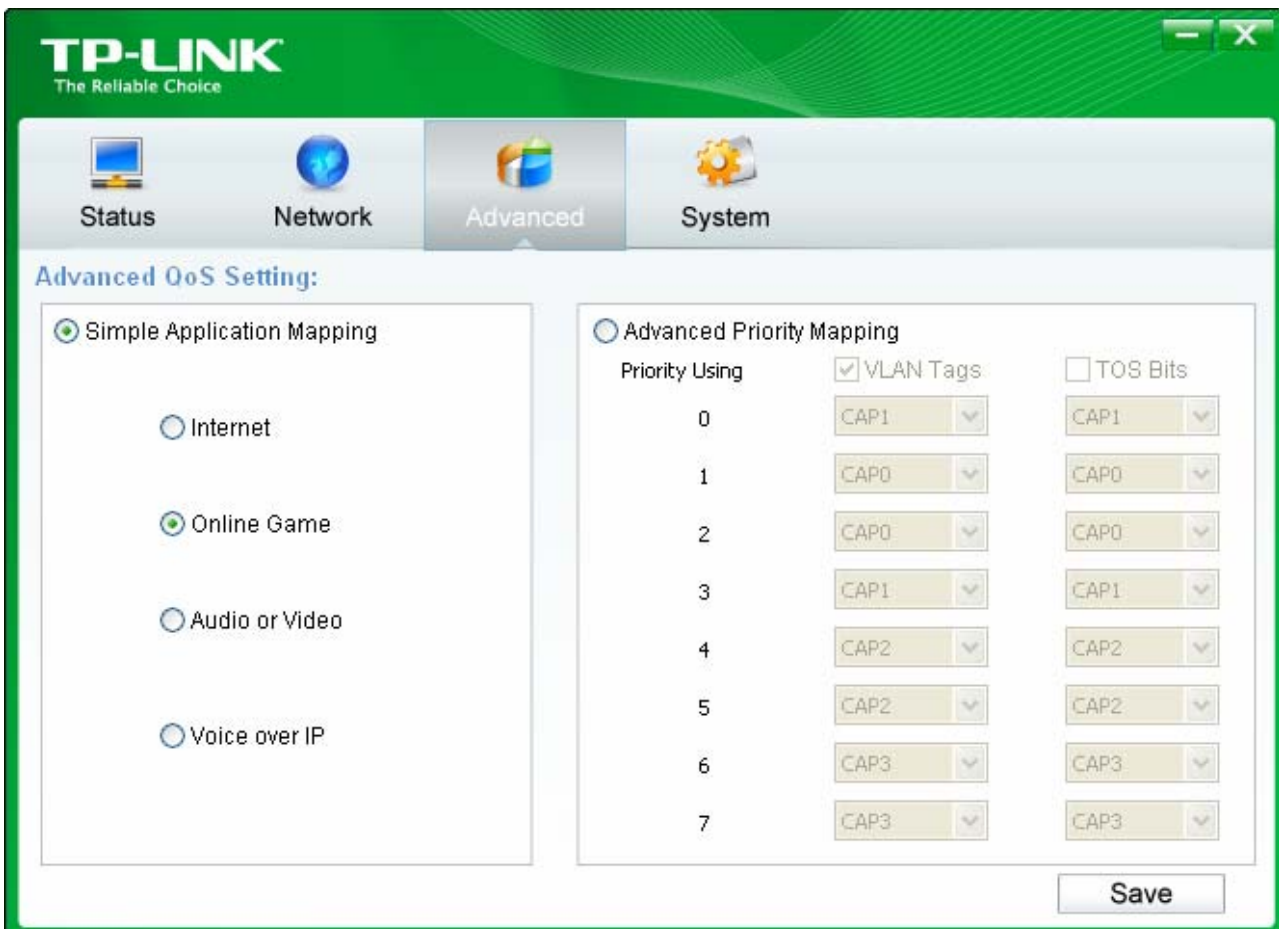 TP-LINK
The Reliable Choice
Status Network Advanced System
Advanced QoS Setting:
Simple Application Mapping
Internet
Online Game
Audio or Video
Voice over IP
Advanced Priority Mapping
Priority Using VLAN Tags TOS Bits
0 CAP1 CAP1
1 CAP0 CAP0
2 CAP0 CAP0
3 CAP1 CAP1
4 CAP2 CAP2
5 CAP2 CAP2
6 CAP3 CAP3
7 CAP3 CAP3
Save